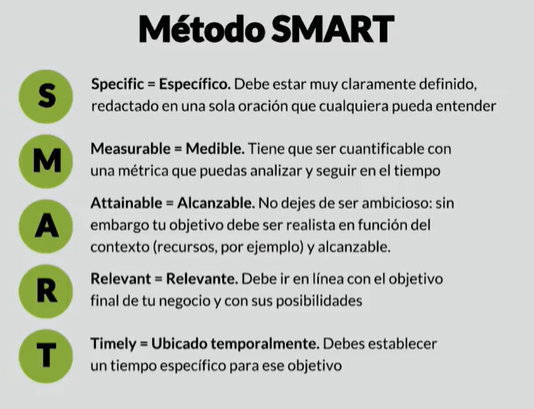 Método SMART
S
Specific = Específico. Debe estar muy claramente definido,
redactado en una sola oración que cualquiera pueda entender
M
Measurable = Medible. Tiene que ser cuantificable con
una métrica que puedas analizar y seguir en el tiempo
A
Attainable = Alcanzable. No dejes de ser ambicioso: sin
embargo tu objetivo debe ser realista en función del
contexto (recursos, por ejemplo) y alcanzable.
R
Relevant = Relevante. Debe ir en línea con el objetivo
final de tu negocio y con sus posibilidades
T
Timely = Ubicado temporalmente. Debes establecer
un tiempo específico para ese objetivo